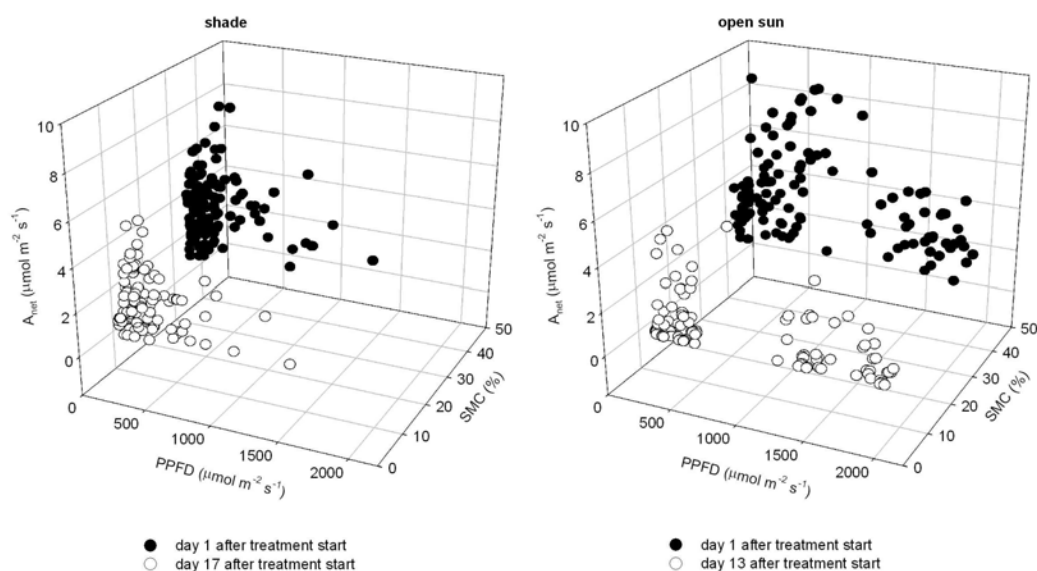 shade
10
8
6
4
2
0
A_net (μmol m⁻² s⁻¹)
0
500
1000
1500
2000
PPFD (μmol m⁻² s⁻¹)
0
10
20
30
40
50
SMC (%)
● day 1 after treatment start
○ day 17 after treatment start
open sun
10
8
6
4
2
0
A_net (μmol m⁻² s⁻¹)
0
500
1000
1500
2000
PPFD (μmol m⁻² s⁻¹)
0
10
20
30
40
50
SMC (%)
● day 1 after treatment start
○ day 13 after treatment start